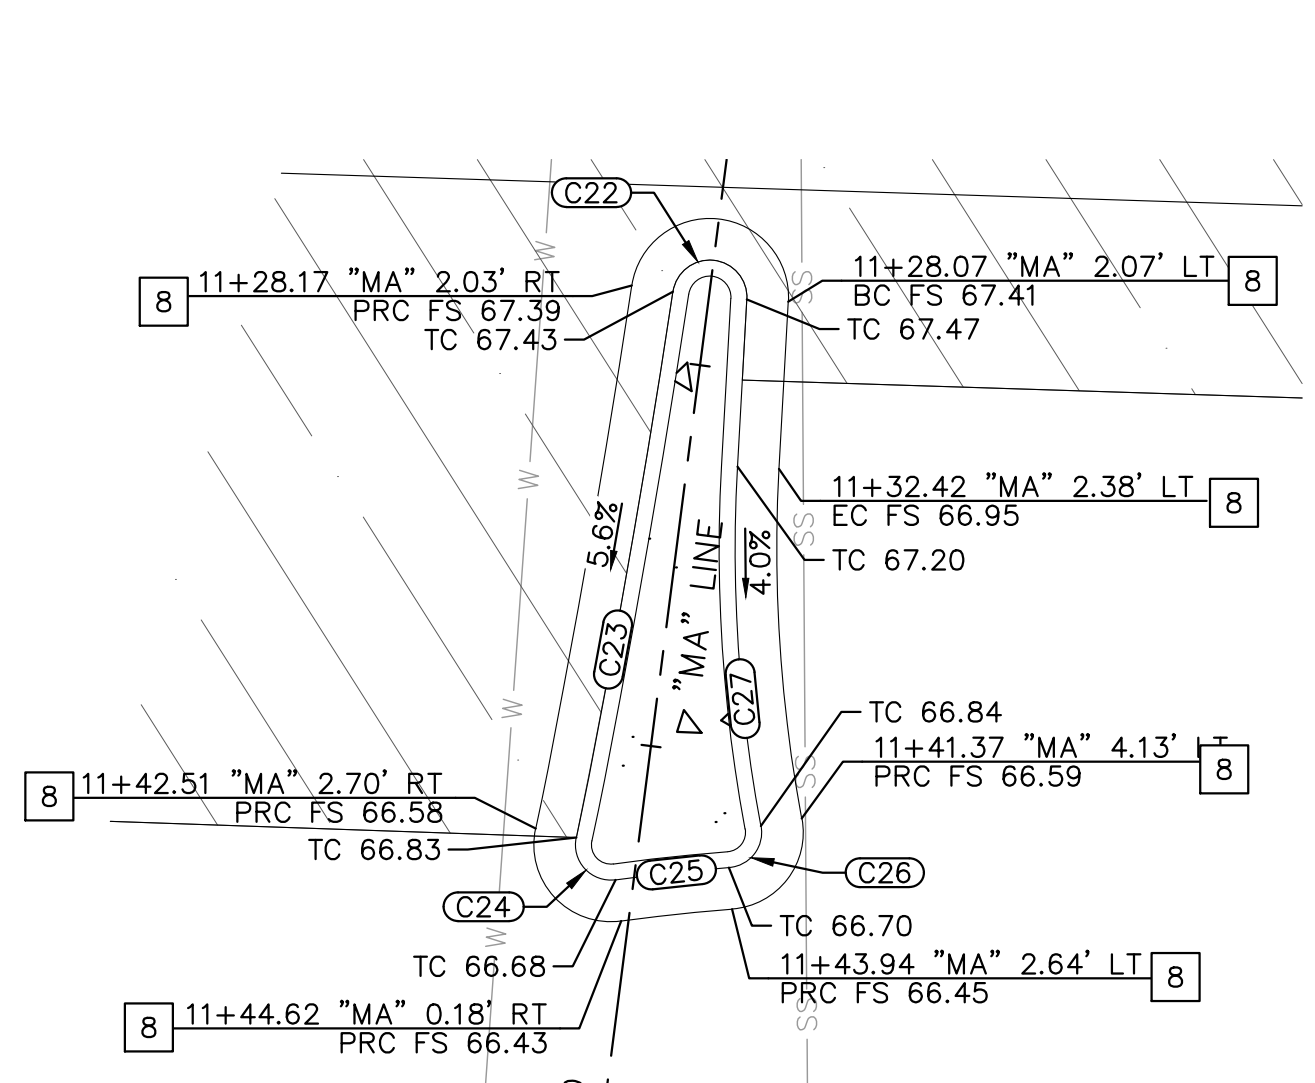 C22
W
SS
11+28.17 "MA" 2.03' RT
8
PRC FS 67.39
TC 67.43
11+28.07 "MA" 2.07' LT
8
BC FS 67.41
TC 67.47
W
11+32.42 "MA" 2.38' LT
8
EC FS 66.95
SS
TC 67.20
5.6%
4.0%
"MA" LINE
C23
C27
W
TC 66.84
11+41.37 "MA" 4.13' LT
8
PRC FS 66.59
SS
11+42.51 "MA" 2.70' RT
8
PRC FS 66.58
TC 66.83
C25
C26
C24
W
TC 66.70
TC 66.68
11+43.94 "MA" 2.64' LT
8
PRC FS 66.45
SS
11+44.62 "MA" 0.18' RT
8
PRC FS 66.43